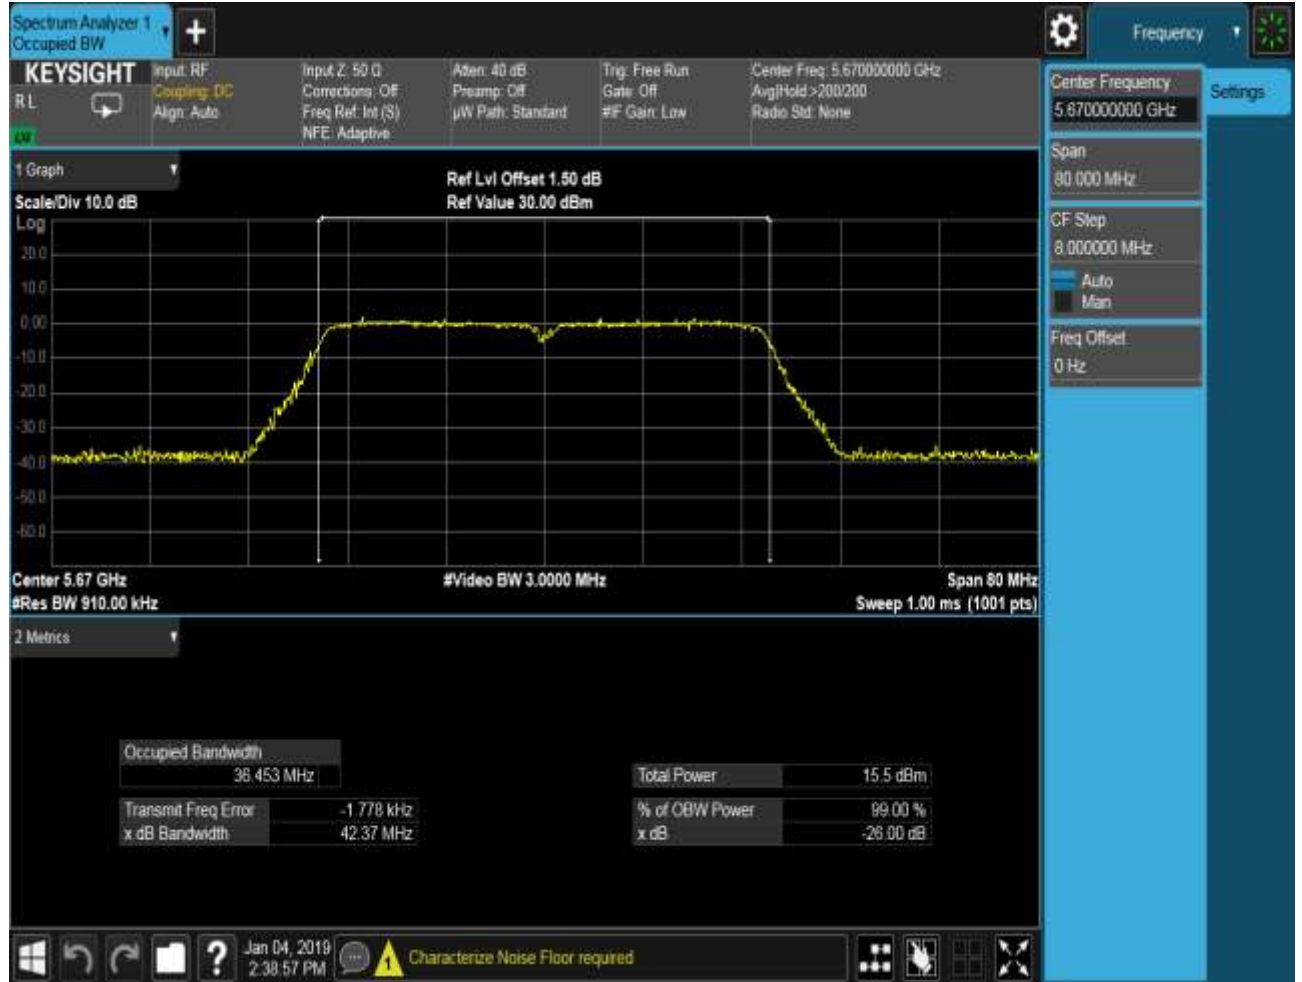 Spectrum Analyzer 1
Occupied BW
Frequency
KEYSIGHT
R L
Input: RF
Coupling: DC
Align: Auto
Input Z: 50 Ω
Corrections: Off
Freq Ref: Int (S)
NFE: Adaptive
Atten: 40 dB
Preamp: Off
µW Path: Standard
Trig: Free Run
Gate: Off
#IF Gain: Low
Center Freq: 5.670000000 GHz
Avg|Hold:>200/200
Radio Std: None
Center Frequency
5.670000000 GHz
Settings
Span
80.000 MHz
CF Step
8.000000 MHz
Auto
Man
Freq Offset
0 Hz
1 Graph
Scale/Div 10.0 dB
Ref Lvl Offset 1.50 dB
Ref Value 30.00 dBm
Log
20.0
10.0
0.00
-10.0
-20.0
-30.0
-40.0
-50.0
-60.0
Center 5.67 GHz
#Video BW 3.0000 MHz
Span 80 MHz
#Res BW 910.00 kHz
Sweep 1.00 ms (1001 pts)
2 Metrics
Occupied Bandwidth
36.453 MHz
Total Power 15.5 dBm
Transmit Freq Error -1.778 kHz
% of OBW Power 99.00 %
x dB Bandwidth 42.37 MHz
x dB -26.00 dB
Jan 04, 2019
2:38:57 PM
1
Characterize Noise Floor required